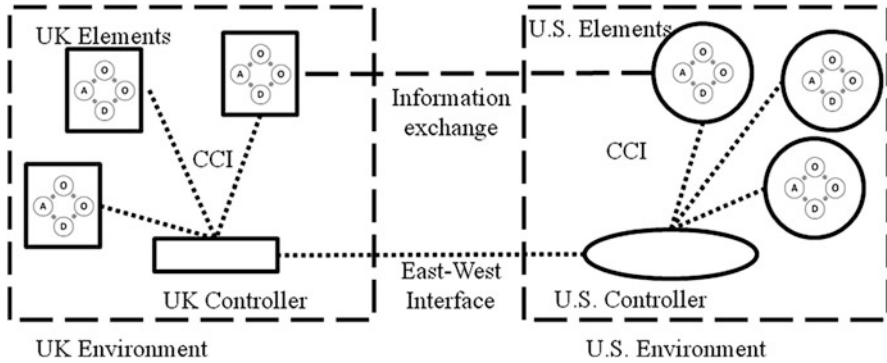 UK Elements
U.S. Elements
O
A O
D
O
A O
D
O
A O
D
O
A O
D
Information
exchange
CCI
CCI
O
A O
D
O
A O
D
East-West
Interface
UK Controller
U.S. Controller
UK Environment
U.S. Environment